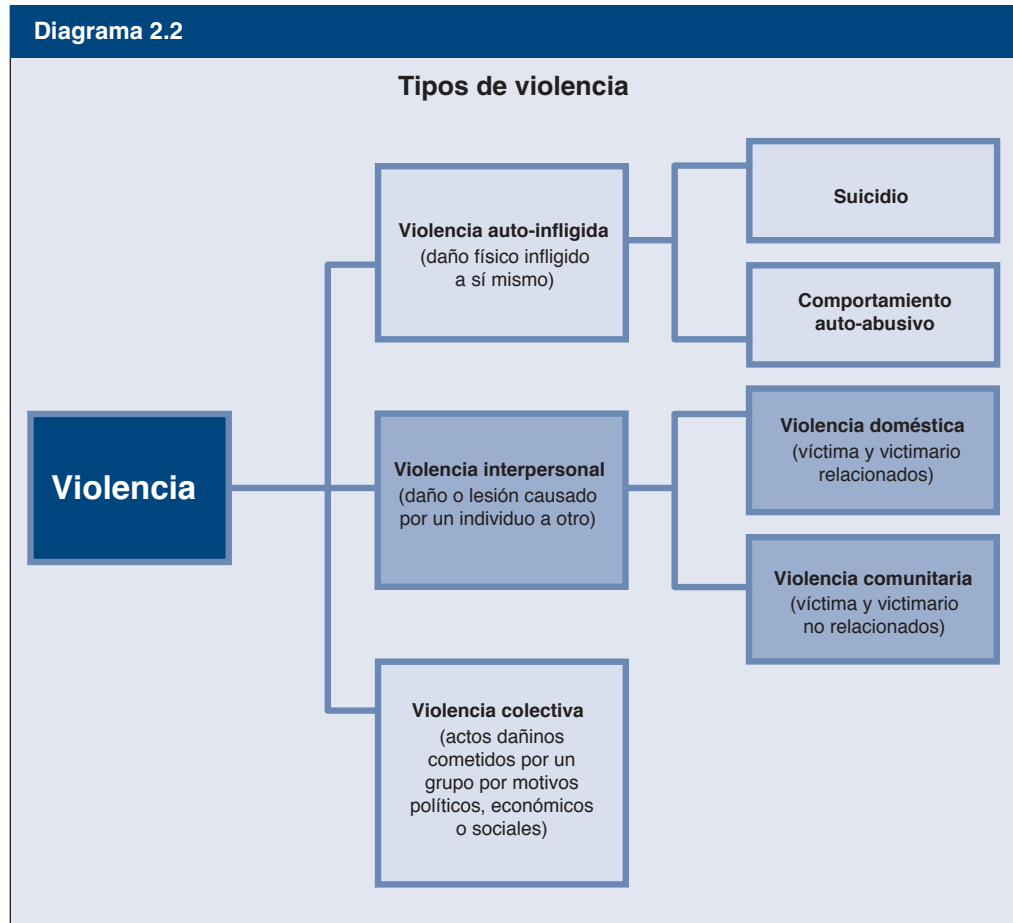 Diagrama 2.2
Tipos de violencia
Violencia
Violencia auto-infligida
(daño físico infligido
a sí mismo)
Suicidio
Comportamiento
auto-abusivo
Violencia interpersonal
(daño o lesión causado
por un individuo a otro)
Violencia doméstica
(víctima y victimario
relacionados)
Violencia comunitaria
(víctima y victimario
no relacionados)
Violencia colectiva
(actos dañinos
cometidos por un
grupo por motivos
políticos, económicos
o sociales)